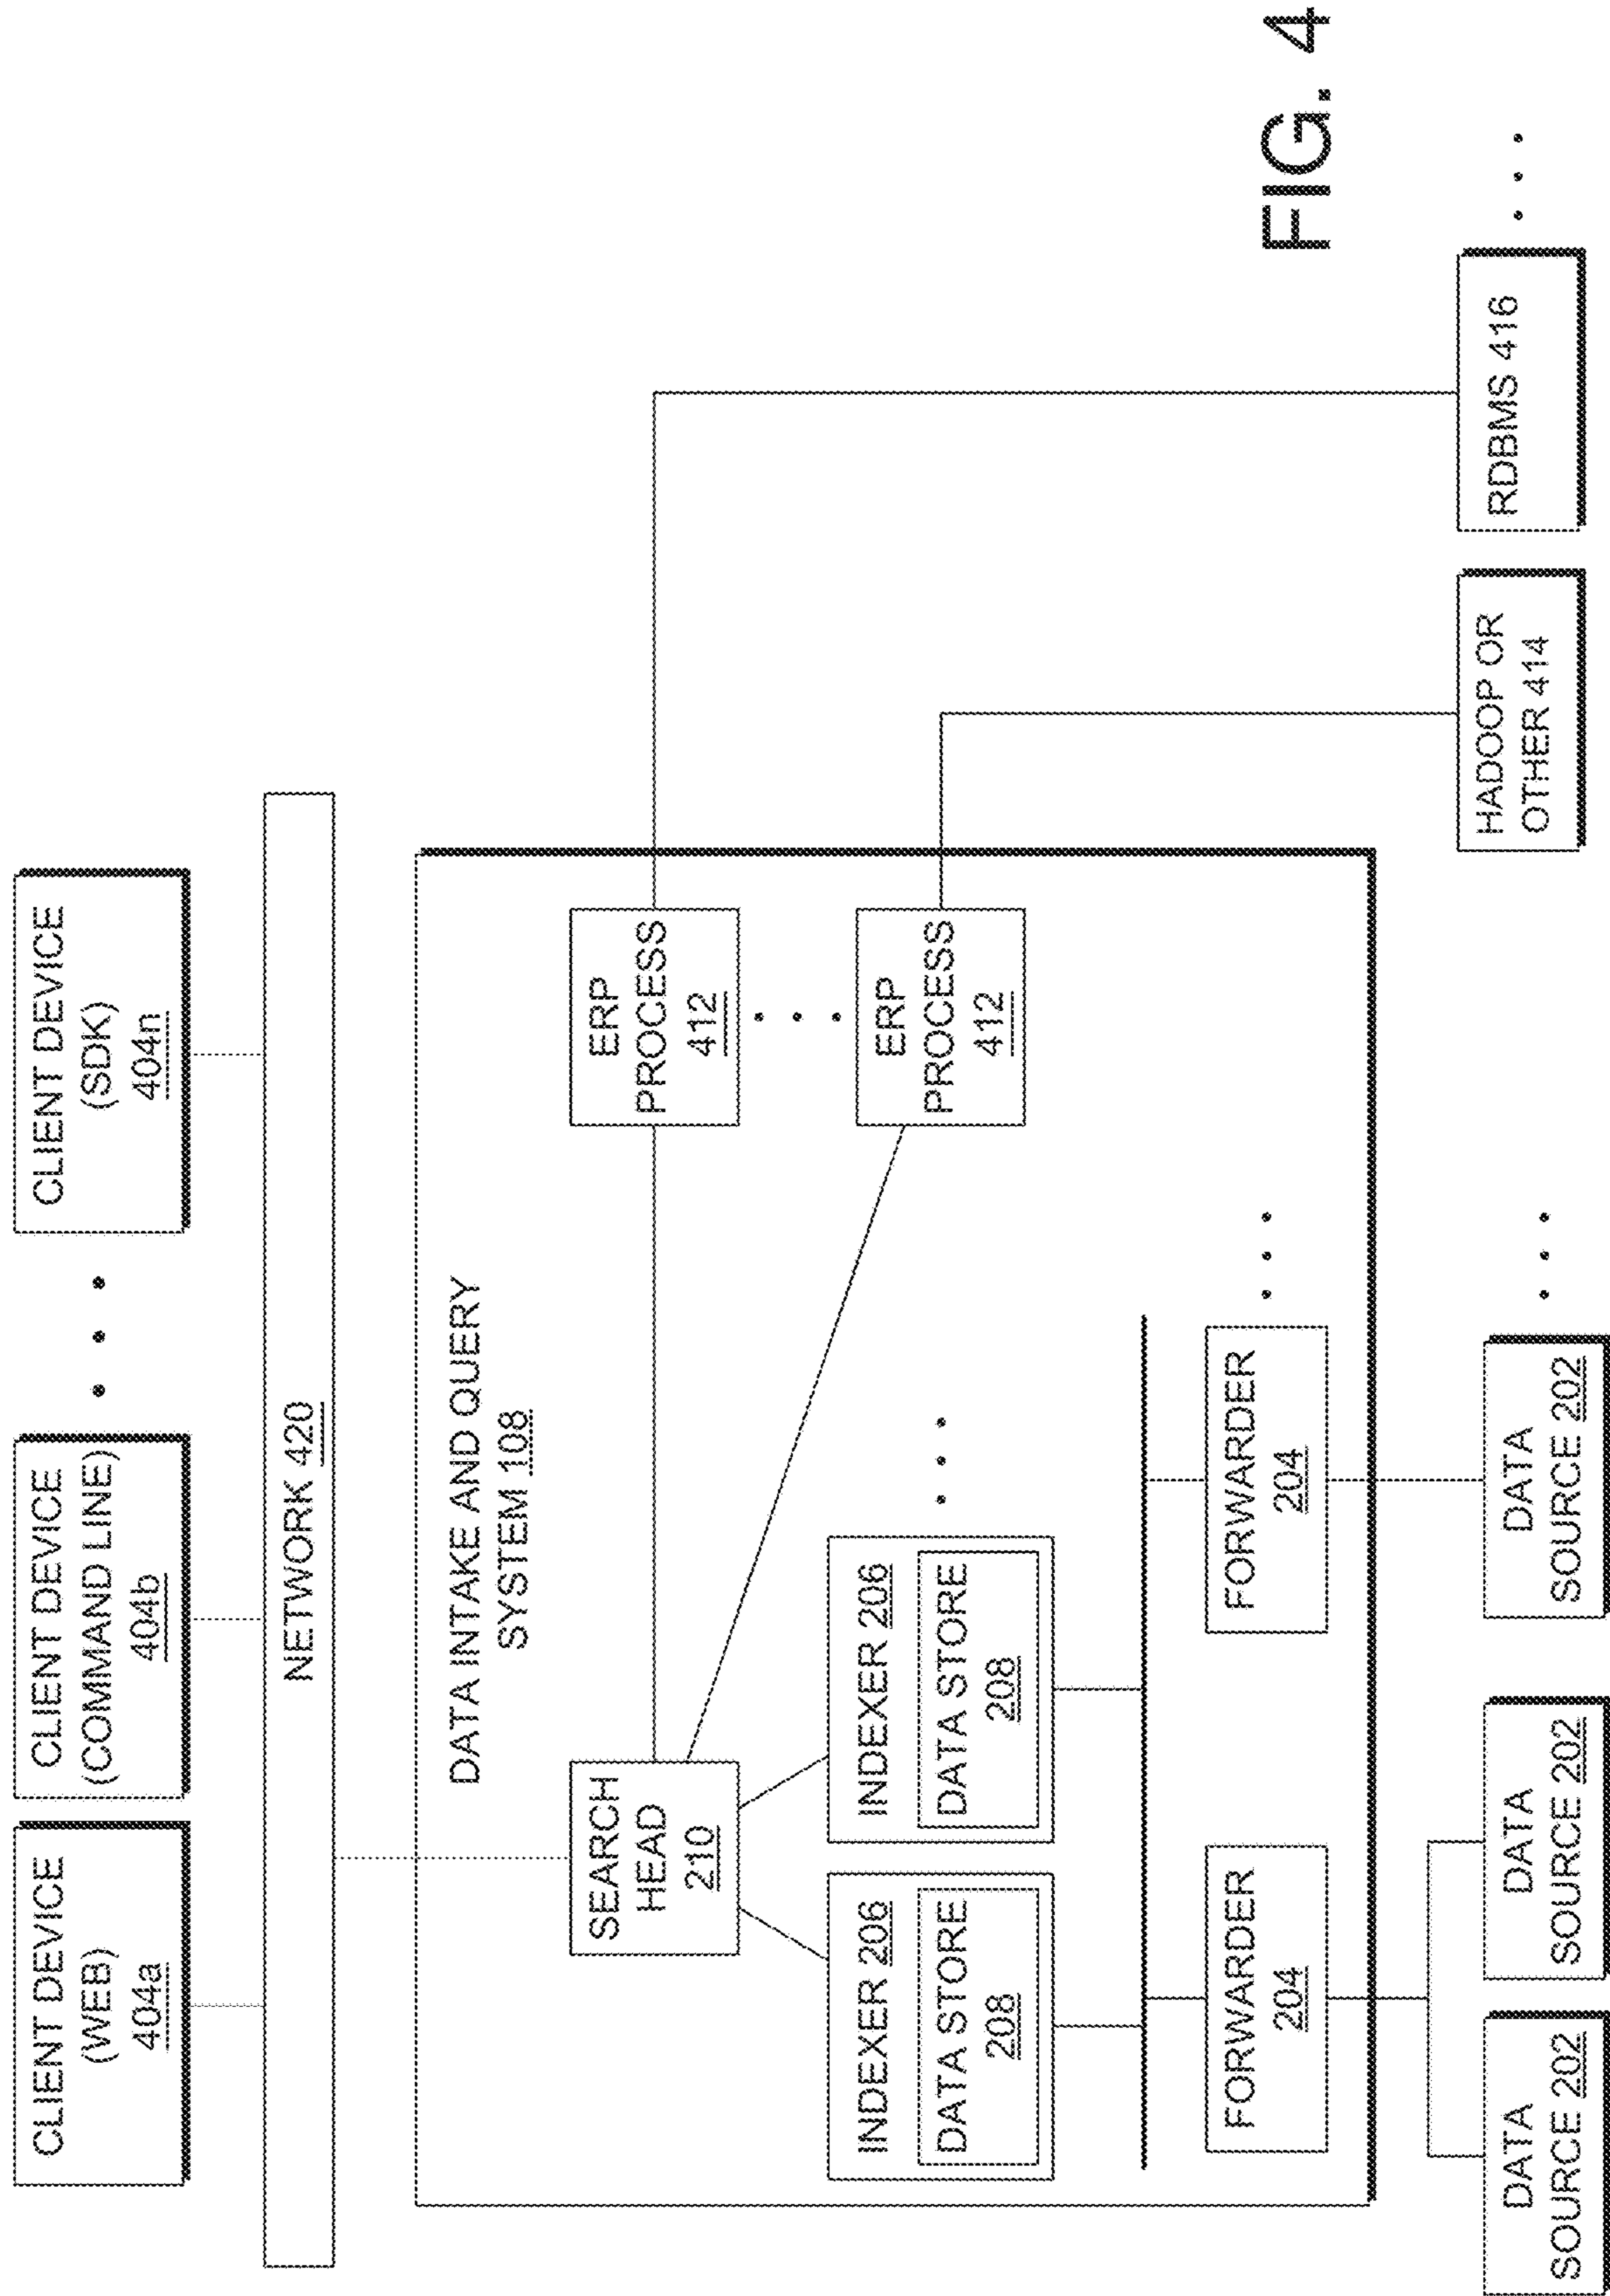 CLIENT DEVICE
(WEB)
404a
CLIENT DEVICE
(COMMAND LINE)
404b
CLIENT DEVICE
(SDK)
404n
NETWORK 420
DATA INTAKE AND QUERY
SYSTEM 108
SEARCH
HEAD
210
ERP
PROCESS
412
ERP
PROCESS
412
INDEXER 206
DATA STORE
208
INDEXER 206
DATA STORE
208
FORWARDER
204
FORWARDER
204
DATA
SOURCE 202
DATA
SOURCE 202
DATA
SOURCE 202
HADOOP OR
OTHER 414
RDBMS 416
FIG. 4